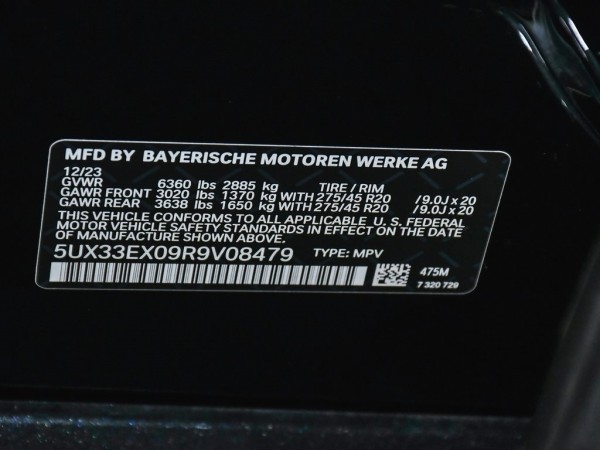 MFD BY BAYERISCHE MOTOREN WERKE AG
12/23
GVWR 6360 lbs 2885 kg TIRE / RIM
GAWR FRONT 3020 lbs 1370 kg WITH 275/45 R20 /9.0J x 20
GAWR REAR 3638 lbs 1650 kg WITH 275/45 R20 /9.0J x 20
THIS VEHICLE CONFORMS TO ALL APPLICABLE U.S. FEDERAL
MOTOR VEHICLE SAFETY STANDARDS IN EFFECT ON THE DATE
OF MANUFACTURE SHOWN ABOVE.
5UX33EX09R9V08479 TYPE: MPV
475M
7 320 729